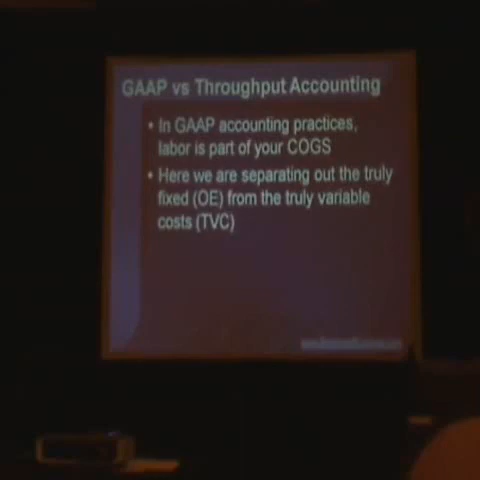 GAAP vs Throughput Accounting
• In GAAP accounting practices,
labor is part of your COGS
• Here we are separating out the truly
fixed (OE) from the truly variable
costs (TVC)